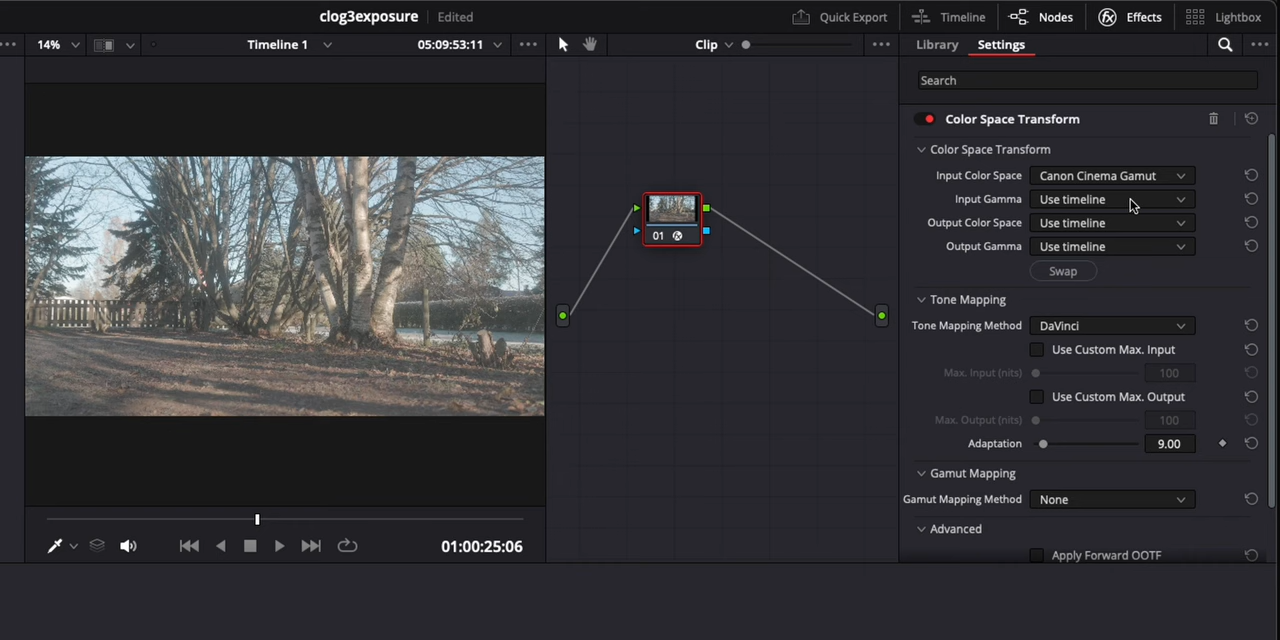 clog3exposure Edited Quick Export Timeline Nodes Effects Lightbox
14% Timeline 1 05:09:53:11 Clip Library Settings
Search
Color Space Transform
Color Space Transform
Input Color Space Canon Cinema Gamut
Input Gamma Use timeline
Output Color Space Use timeline
Output Gamma Use timeline
Swap
01
Tone Mapping
Tone Mapping Method DaVinci
Use Custom Max. Input
Max. Input (nits) 100
Use Custom Max. Output
Max. Output (nits) 100
Adaptation 9.00
Gamut Mapping
Gamut Mapping Method None
Advanced
Apply Forward OOTF
01:00:25:06